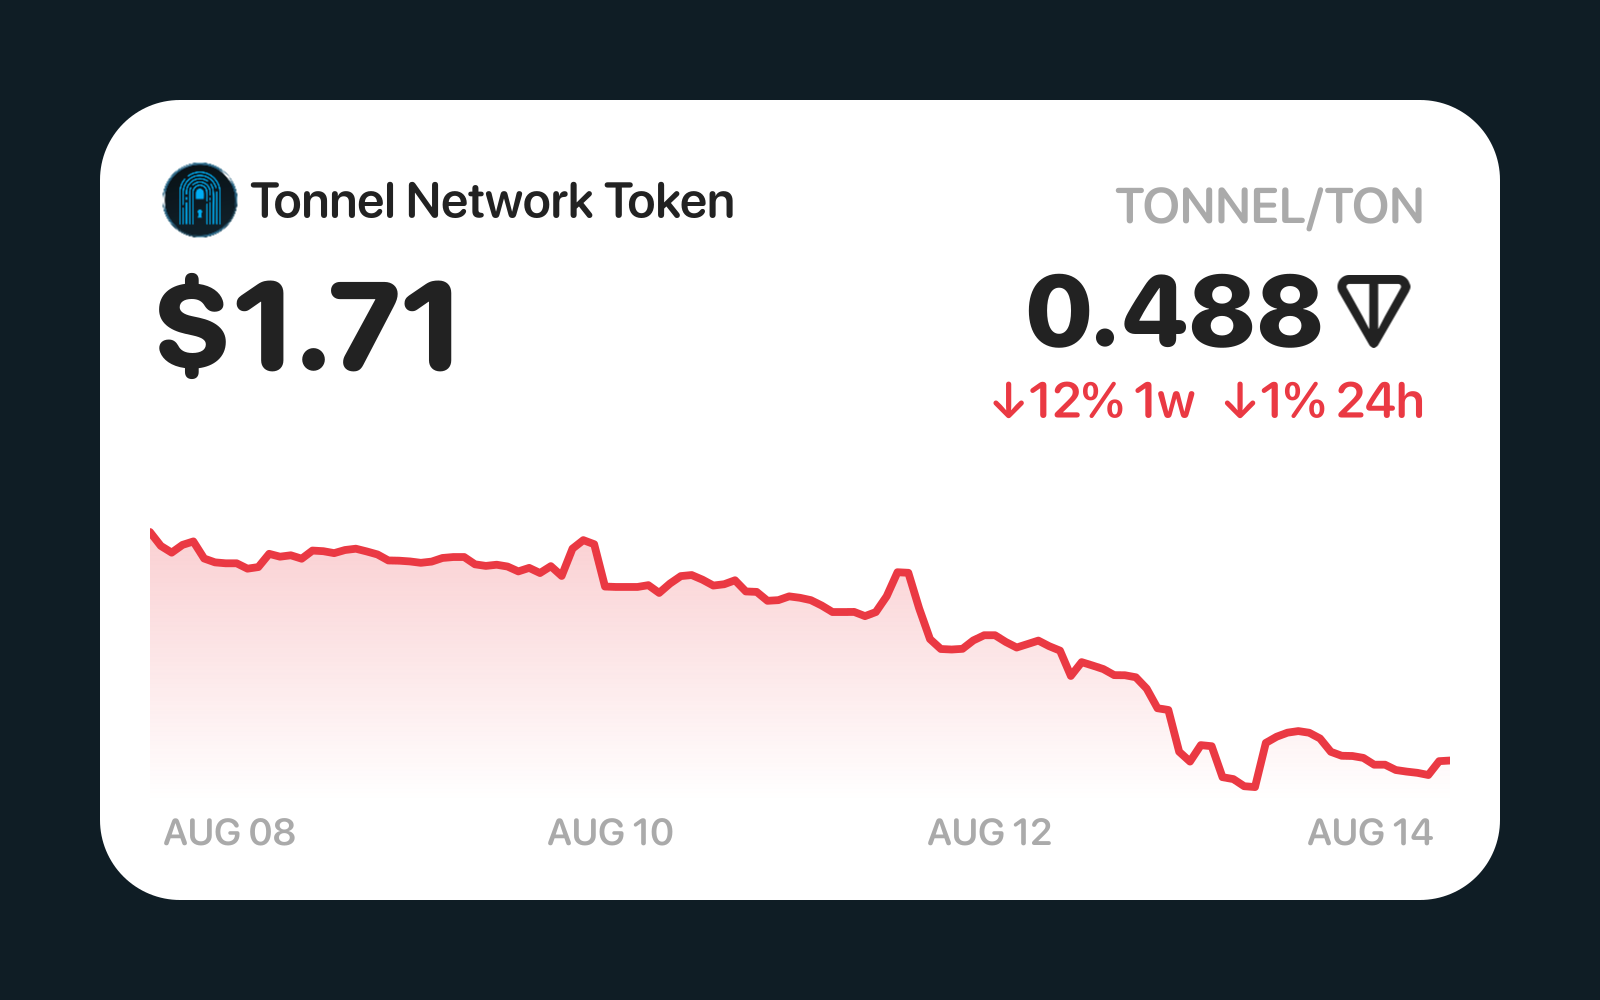 Tonnel Network Token
TONNEL/TON
$1.71
0.488
↓12% 1w ↓1% 24h
AUG 08
AUG 10
AUG 12
AUG 14